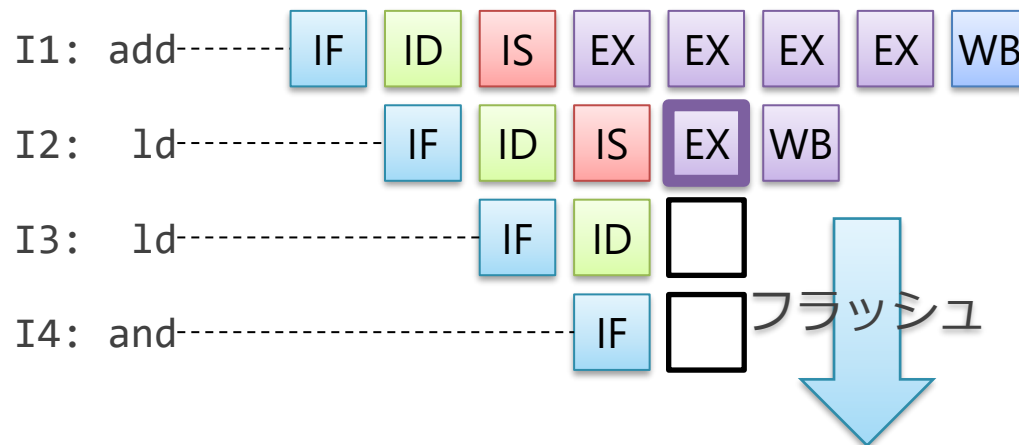 I1: add IF ID IS EX EX EX EX WB
I2: ld IF ID IS EX WB
I3: ld IF ID
I4: and IF
フラッシュ